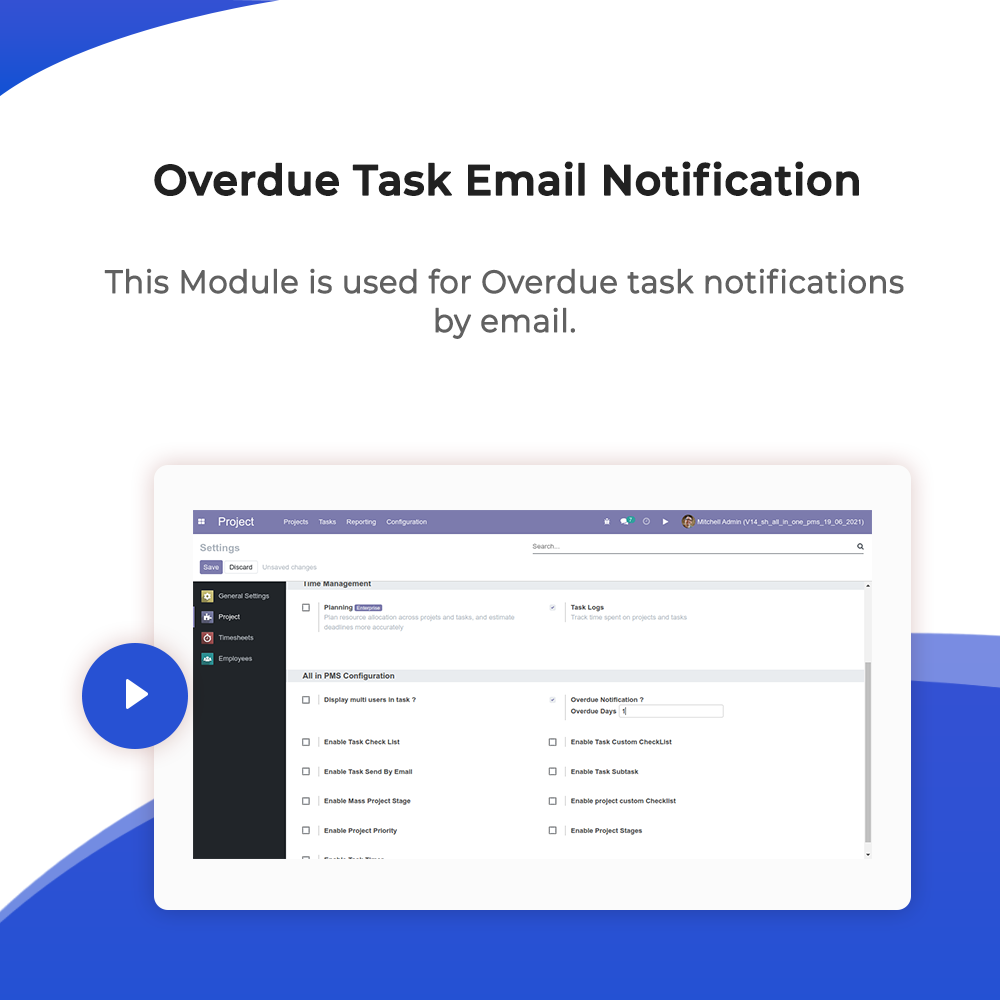 Overdue Task Email Notification
This Module is used for Overdue task notifications
by email.
Project Projects Tasks Reporting Configuration 7 Mitchell Admin (V14_sh_all_in_one_pms_19_06_2021)
Settings Search...
Save Discard Unsaved changes
General Settings
Project
Timesheets
Employees
Time Management
Planning Enterprise
Plan resource allocation across projets and tasks, and estimate
deadlines more accurately
Task Logs
Track time spent on projects and tasks
All in PMS Configuration
Display multi users in task ?
Overdue Notification ?
Overdue Days 1
Enable Task Check List
Enable Task Custom CheckList
Enable Task Send By Email
Enable Task Subtask
Enable Mass Project Stage
Enable project custom Checklist
Enable Project Priority
Enable Project Stages